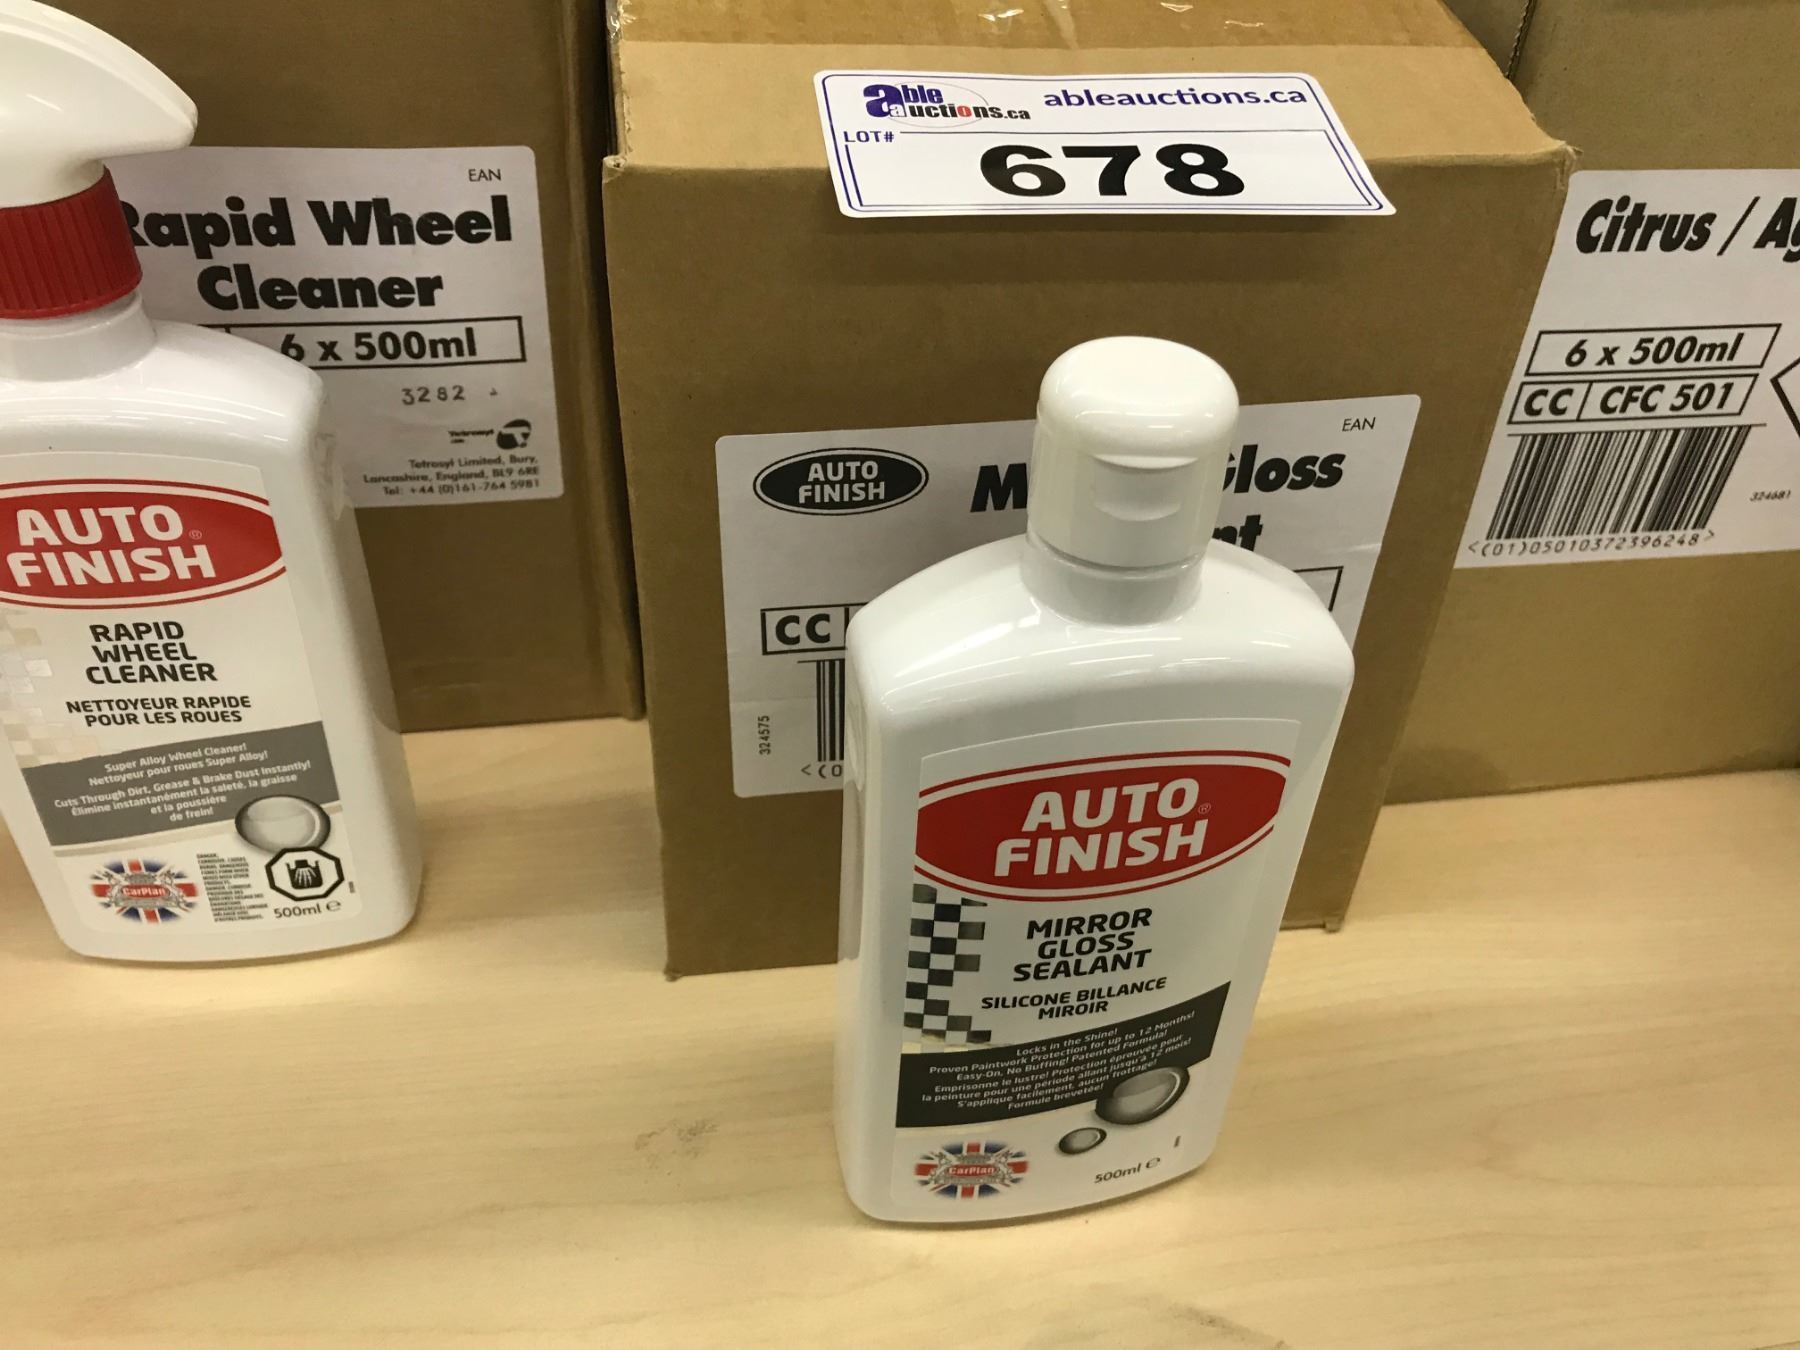 EAN
Rapid Wheel
Cleaner
6 x 500ml
3282
Tetrosyl
Tetrosyl Limited, Bury,
Lancashire, England, BL9 6RE
Tel: +44 (0)161-764 5981
AUTO
FINISH
RAPID
WHEEL
CLEANER
NETTOYEUR RAPIDE
POUR LES ROUES
Super Alloy Wheel Cleaner!
Nettoyeur pour roues Super Alloy!
Cuts Through Dirt, Grease & Brake Dust Instantly!
Élimine instantanément la saleté, la graisse
et la poussière
de frein!
CarPlan
500ml e
able
auctions.ca
ableauctions.ca
LOT#
678
EAN
AUTO
FINISH
M
Gloss
nt
CC
324575
<(0
AUTO
FINISH
MIRROR
GLOSS
SEALANT
SILICONE BILLANCE
MIROIR
Locks in the Shine!
Proven Paintwork Protection for up to 12 Months!
Easy-On, No Buffing! Patented Formula!
Emprisonne le lustre! Protection éprouvée pour
la peinture pour une période allant jusqu'à 12 mois!
S'applique facilement, aucun frottage!
Formule brevetée!
CarPlan
500ml e
Citrus / Ag
6 x 500ml
CC CFC 501
324681
<(01)05010372396248>